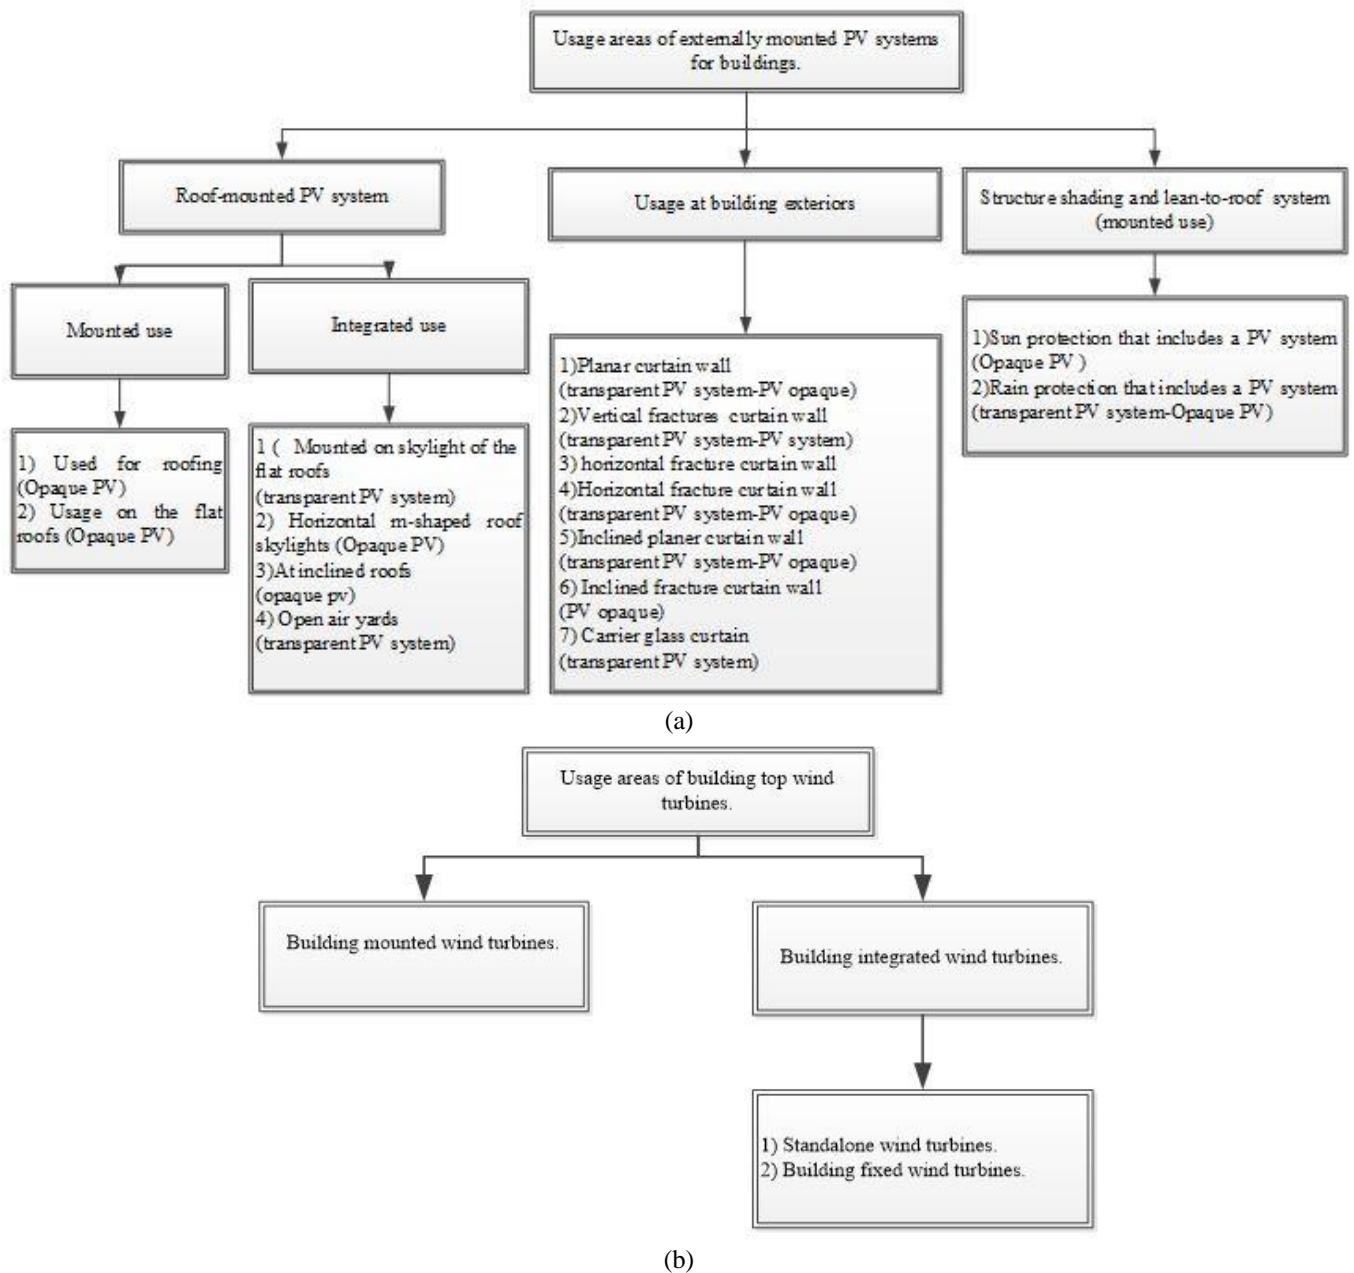 Usage areas of externally mounted PV systems
for buildings.
Roof-mounted PV system
Usage at building exteriors
Structure shading and lean-to-roof system
(mounted use)
Mounted use
Integrated use
1) Used for roofing
(Opaque PV)
2) Usage on the flat
roofs (Opaque PV)
1 ( Mounted on skylight of the
flat roofs
(transparent PV system)
2) Horizontal m-shaped roof
skylights (Opaque PV)
3)At inclined roofs
(opaque pv)
4) Open air yards
(transparent PV system)
1)Planar curtain wall
(transparent PV system-PV opaque)
2)Vertical fractures curtain wall
(transparent PV system-PV system)
3) horizontal fracture curtain wall
4)Horizontal fracture curtain wall
(transparent PV system-PV opaque)
5)Inclined planer curtain wall
(transparent PV system-PV opaque)
6) Inclined fracture curtain wall
(PV opaque)
7) Carrier glass curtain
(transparent PV system)
1)Sun protection that includes a PV system
(Opaque PV )
2)Rain protection that includes a PV system
(transparent PV system-Opaque PV)
(a)
Usage areas of building top wind
turbines.
Building mounted wind turbines.
Building integrated wind turbines.
1) Standalone wind turbines.
2) Building fixed wind turbines.
(b)